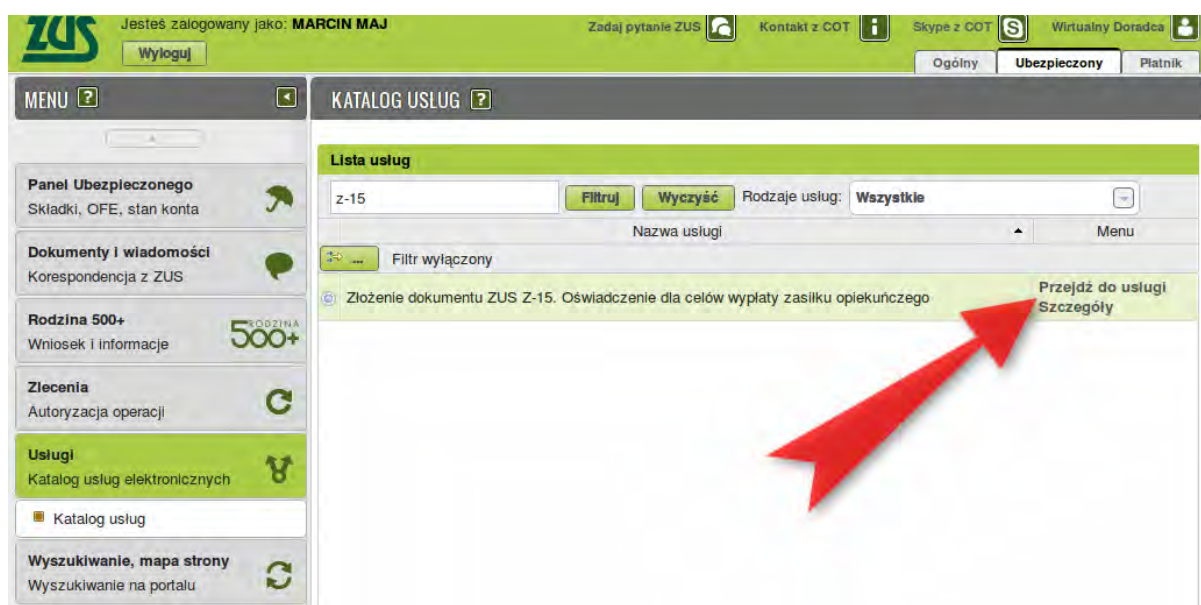 ZUS
Jesteś zalogowany jako: MARCIN MAJ
Wyloguj
Zadaj pytanie ZUS
Kontakt z COT
Skype z COT
Wirtualny Doradca
Ogólny
Ubezpieczony
Płatnik
MENU ?
KATALOG USŁUG ?
Lista usług
z-15
Filtruj
Wyczyść
Rodzaje usług:
Wszystkie
Nazwa usługi
Menu
...
Filtr wyłączony
Złożenie dokumentu ZUS Z-15. Oświadczenie dla celów wypłaty zasiłku opiekuńczego
Przejdź do usługi
Szczegóły
Panel Ubezpieczonego
Składki, OFE, stan konta
Dokumenty i wiadomości
Korespondencja z ZUS
Rodzina 500+
Wniosek i informacje
RODZINA
500+
Zlecenia
Autoryzacja operacji
Usługi
Katalog usług elektronicznych
Katalog usług
Wyszukiwanie, mapa strony
Wyszukiwanie na portalu